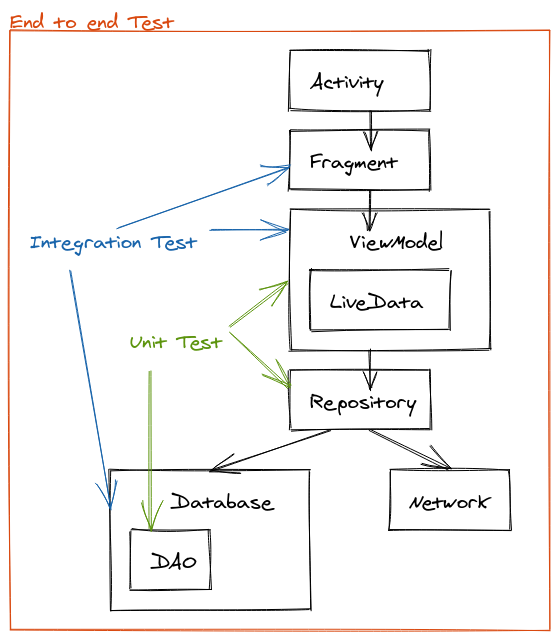 End to end Test
Activity
Fragment
Integration Test
ViewModel
LiveData
Unit Test
Repository
Database
Network
DAO